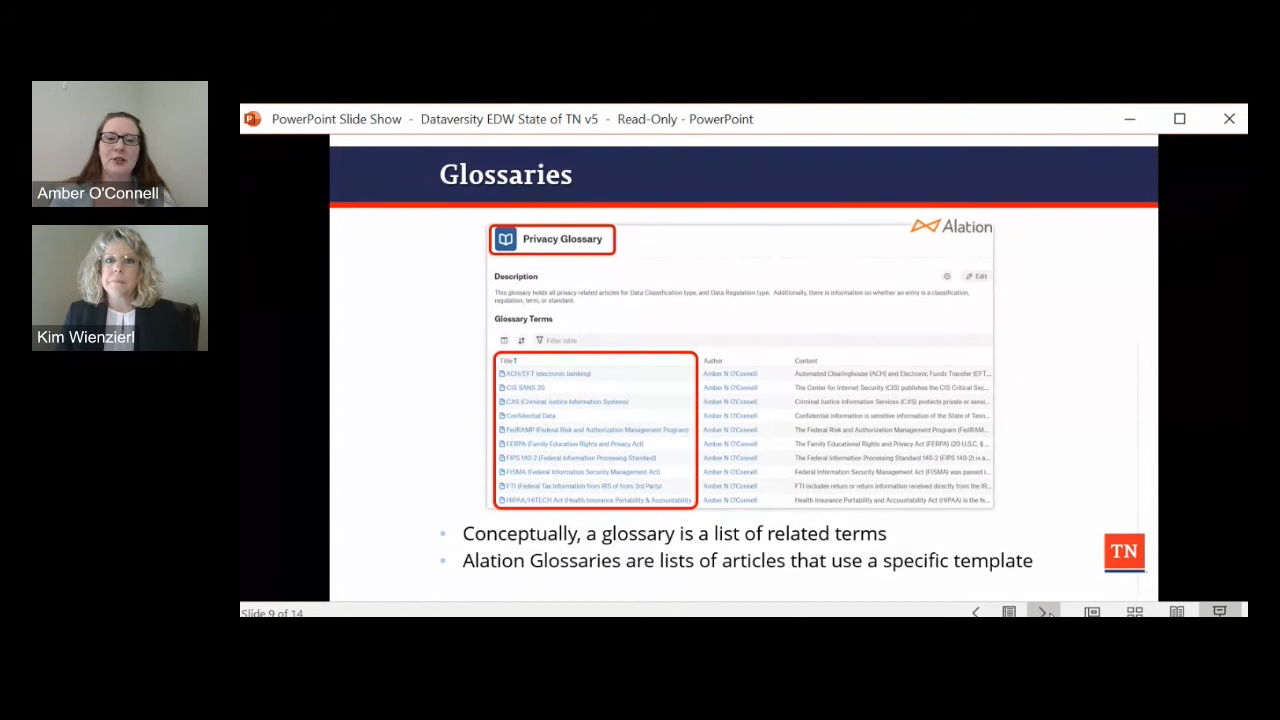 Amber O'Connell
Kim Wienzierl
PowerPoint Slide Show - Dataversity EDW State of TN v5 - Read-Only - PowerPoint
Glossaries
Alation
Privacy Glossary
Description
Edit
This glossary holds all privacy related articles for Data Classification type, and Data Regulation type. Additionally, there is information on whether an entry is a classification,
regulation, term, or standard.
Glossary Terms
Filter table
Title Author Content
ACH/EFT (electronic banking) Amber N O'Connell Automated Clearinghouse (ACH) and Electronic Funds Transfer (EFT...
CIS SANS 20 Amber N O'Connell The Center for Internet Security (CIS) publishes the CIS Critical Sec...
CJIS (Criminal Justice Information Systems) Amber N O'Connell Criminal Justice Information Services (CJIS) protects private or sensi...
Confidential Data Amber N O'Connell Confidential information is sensitive information of the State of Tenn...
FedRAMP (Federal Risk and Authorization Management Program) Amber N O'Connell The Federal Risk and Authorization Management Program (FedRAM...
FERPA (Family Education Rights and Privacy Act) Amber N O'Connell The Family Educational Rights and Privacy Act (FERPA) (20 U.S.C. § ...
FIPS 140-2 (Federal Information Processing Standard) Amber N O'Connell The Federal Information Processing Standard 140-2 (FIPS 140-2) is a...
FISMA (Federal Information Security Management Act) Amber N O'Connell Federal Information Security Management Act (FISMA) was passed i...
FTI (Federal Tax Information from IRS of from 3rd Party) Amber N O'Connell FTI includes return or return information received directly from the IR...
HIPAA/HITECH Act (Health Insurance Portability & Accountability Amber N O'Connell Health Insurance Portability and Accountability Act (HIPAA) is the fe...
• Conceptually, a glossary is a list of related terms
• Alation Glossaries are lists of articles that use a specific template
TN
Slide 9 of 14